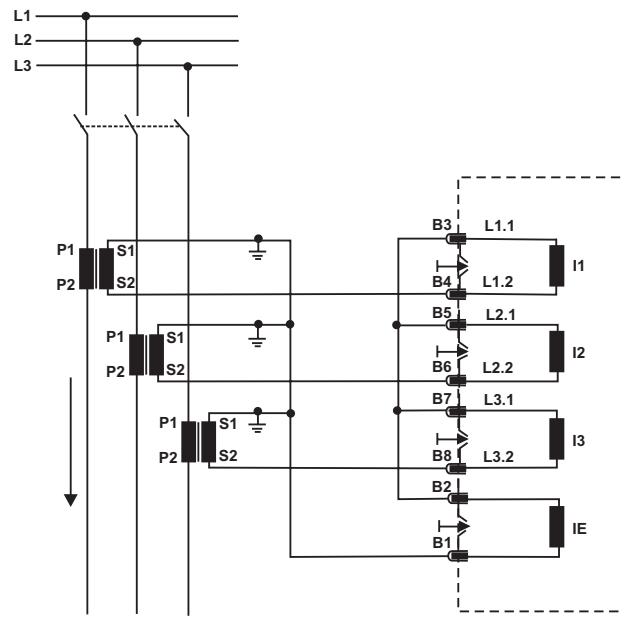 L1
L2
L3
P1 S1
P2 S2
P1 S1
P2 S2
P1 S1
P2 S2
B3 L1.1
I1
B4 L1.2
B5 L2.1
I2
B6 L2.2
B7 L3.1
I3
B8 L3.2
B2
IE
B1